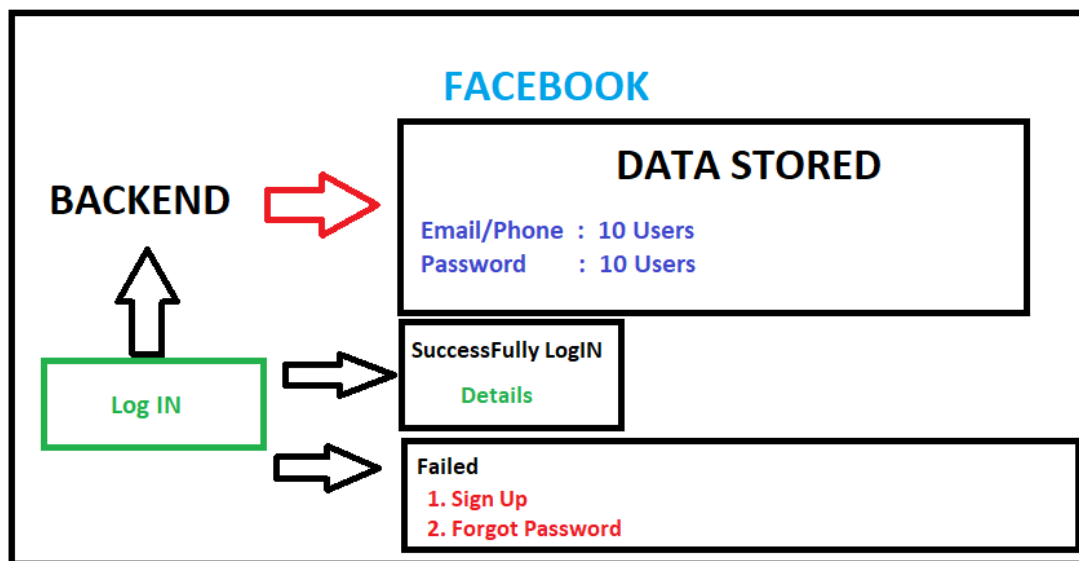 FACEBOOK
DATA STORED
BACKEND
Email/Phone : 10 Users
Password : 10 Users
SuccessFully LogIN
Details
Log IN
Failed
1. Sign Up
2. Forgot Password